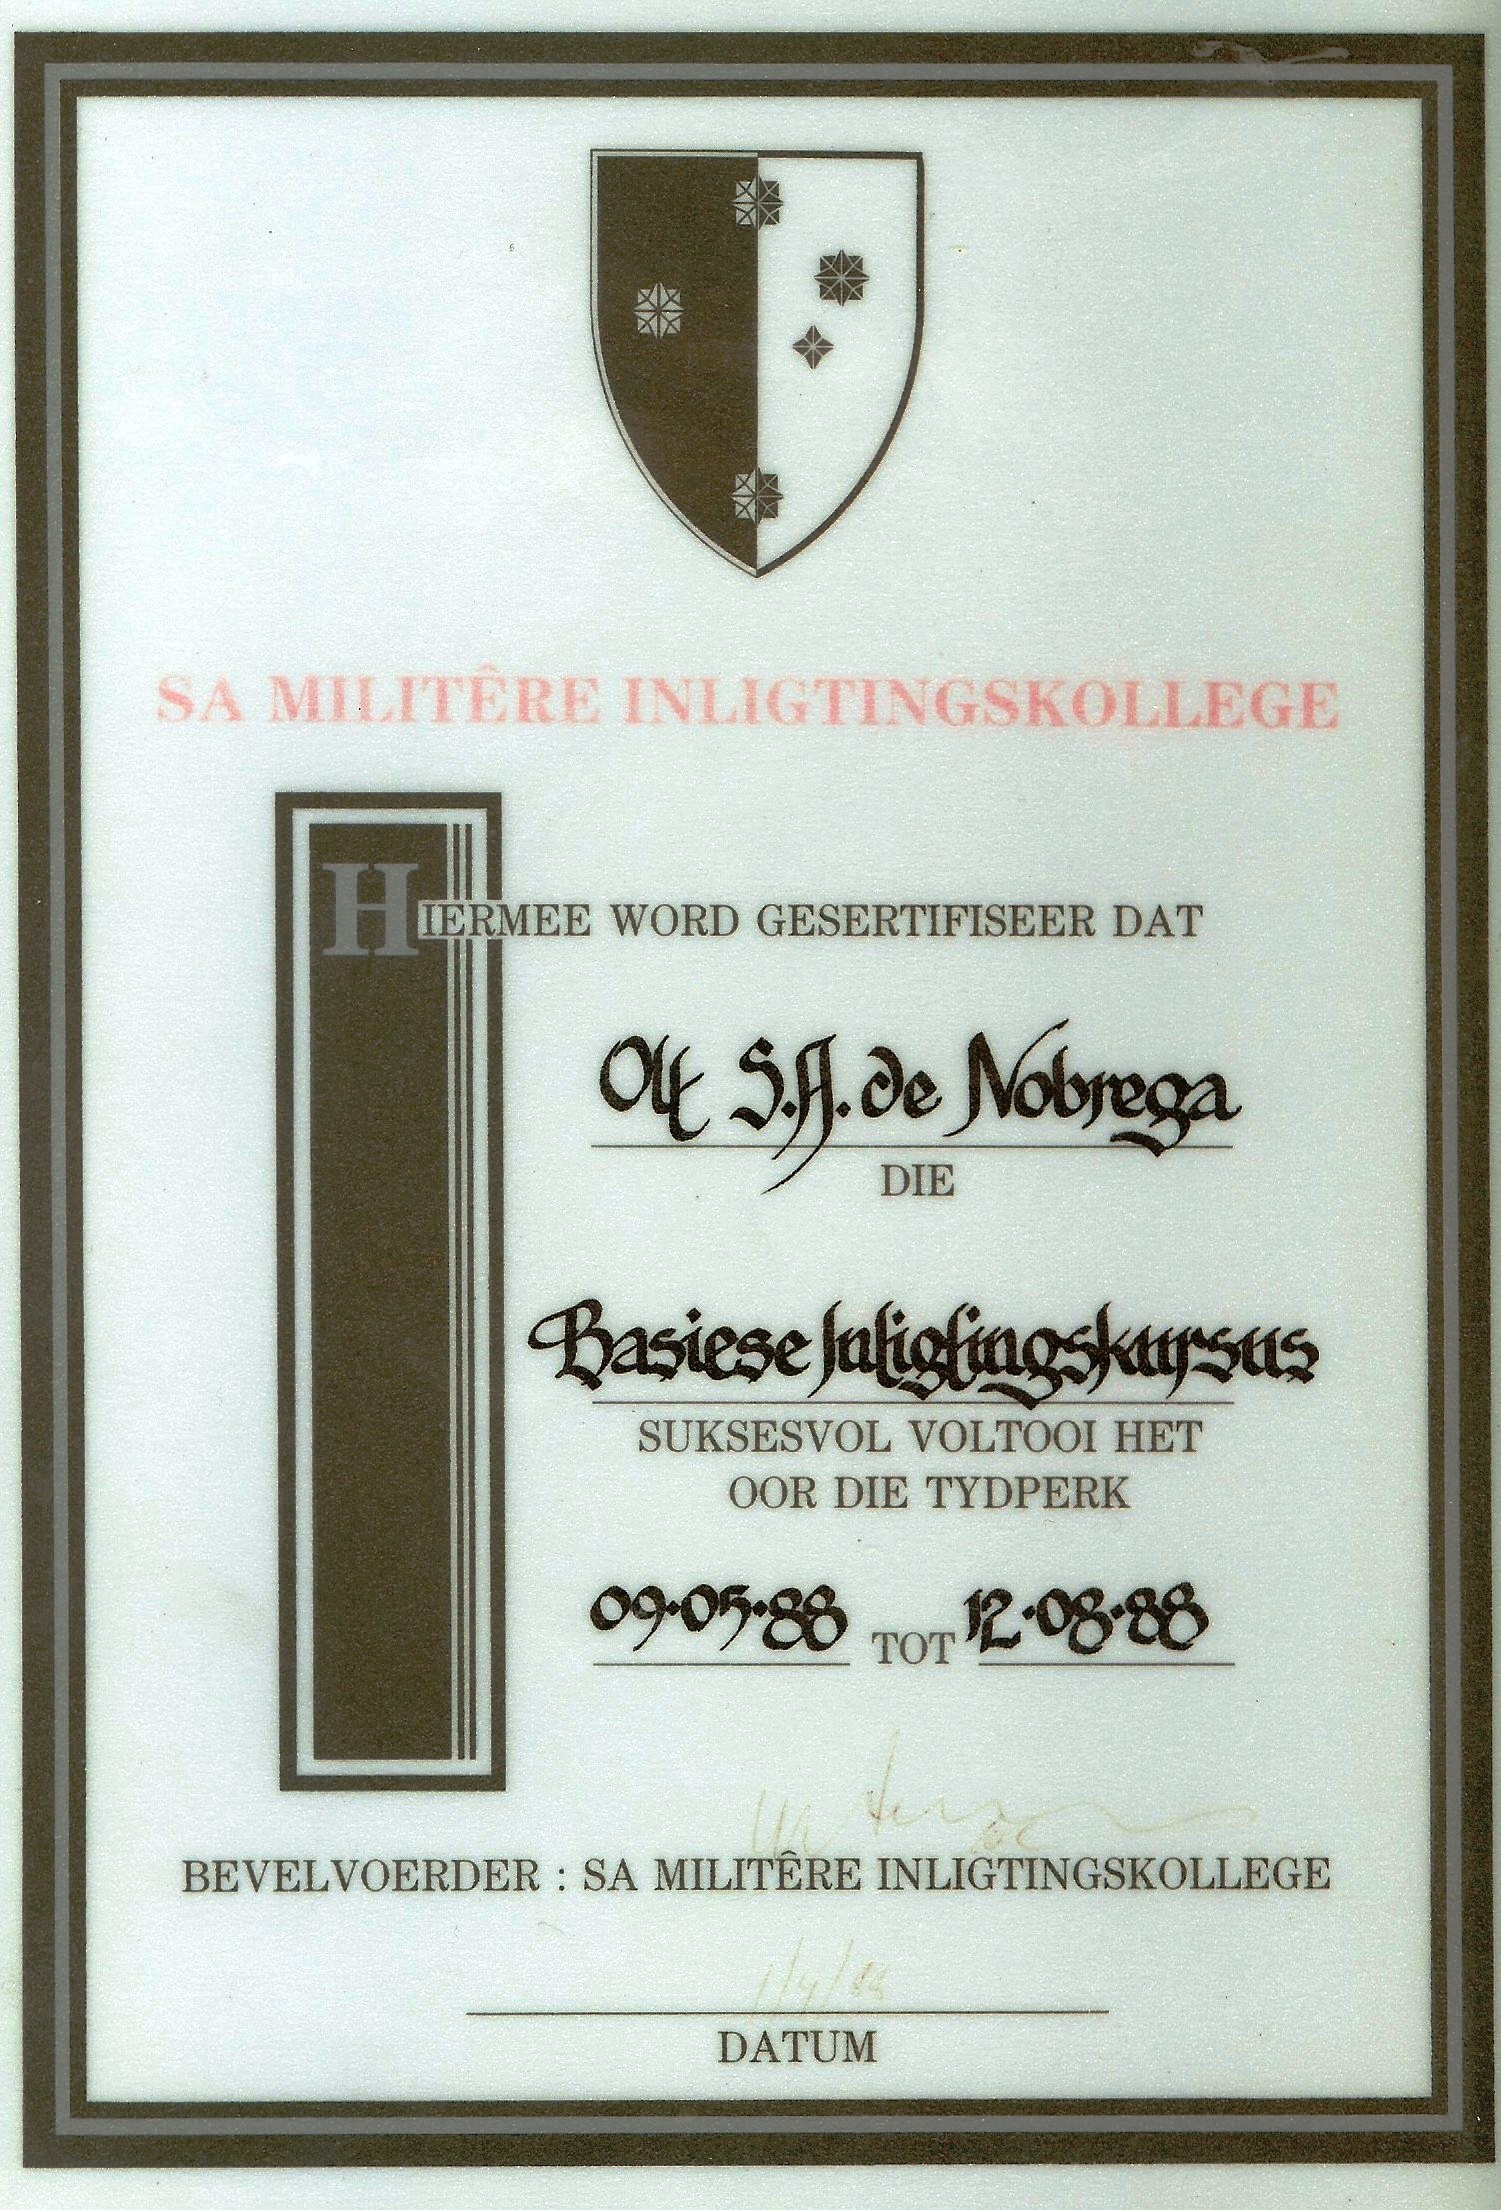 SA MILITÊRE INLIGTINGSKOLLEGE
HIERMEE WORD GESERTIFISEER DAT
Olt S.A. de Nobrega
DIE
Basiese Inligtingskursus
SUKSESVOL VOLTOOI HET
OOR DIE TYDPERK
09·05·88 TOT 12·08·88
BEVELVOERDER : SA MILITÊRE INLIGTINGSKOLLEGE
DATUM